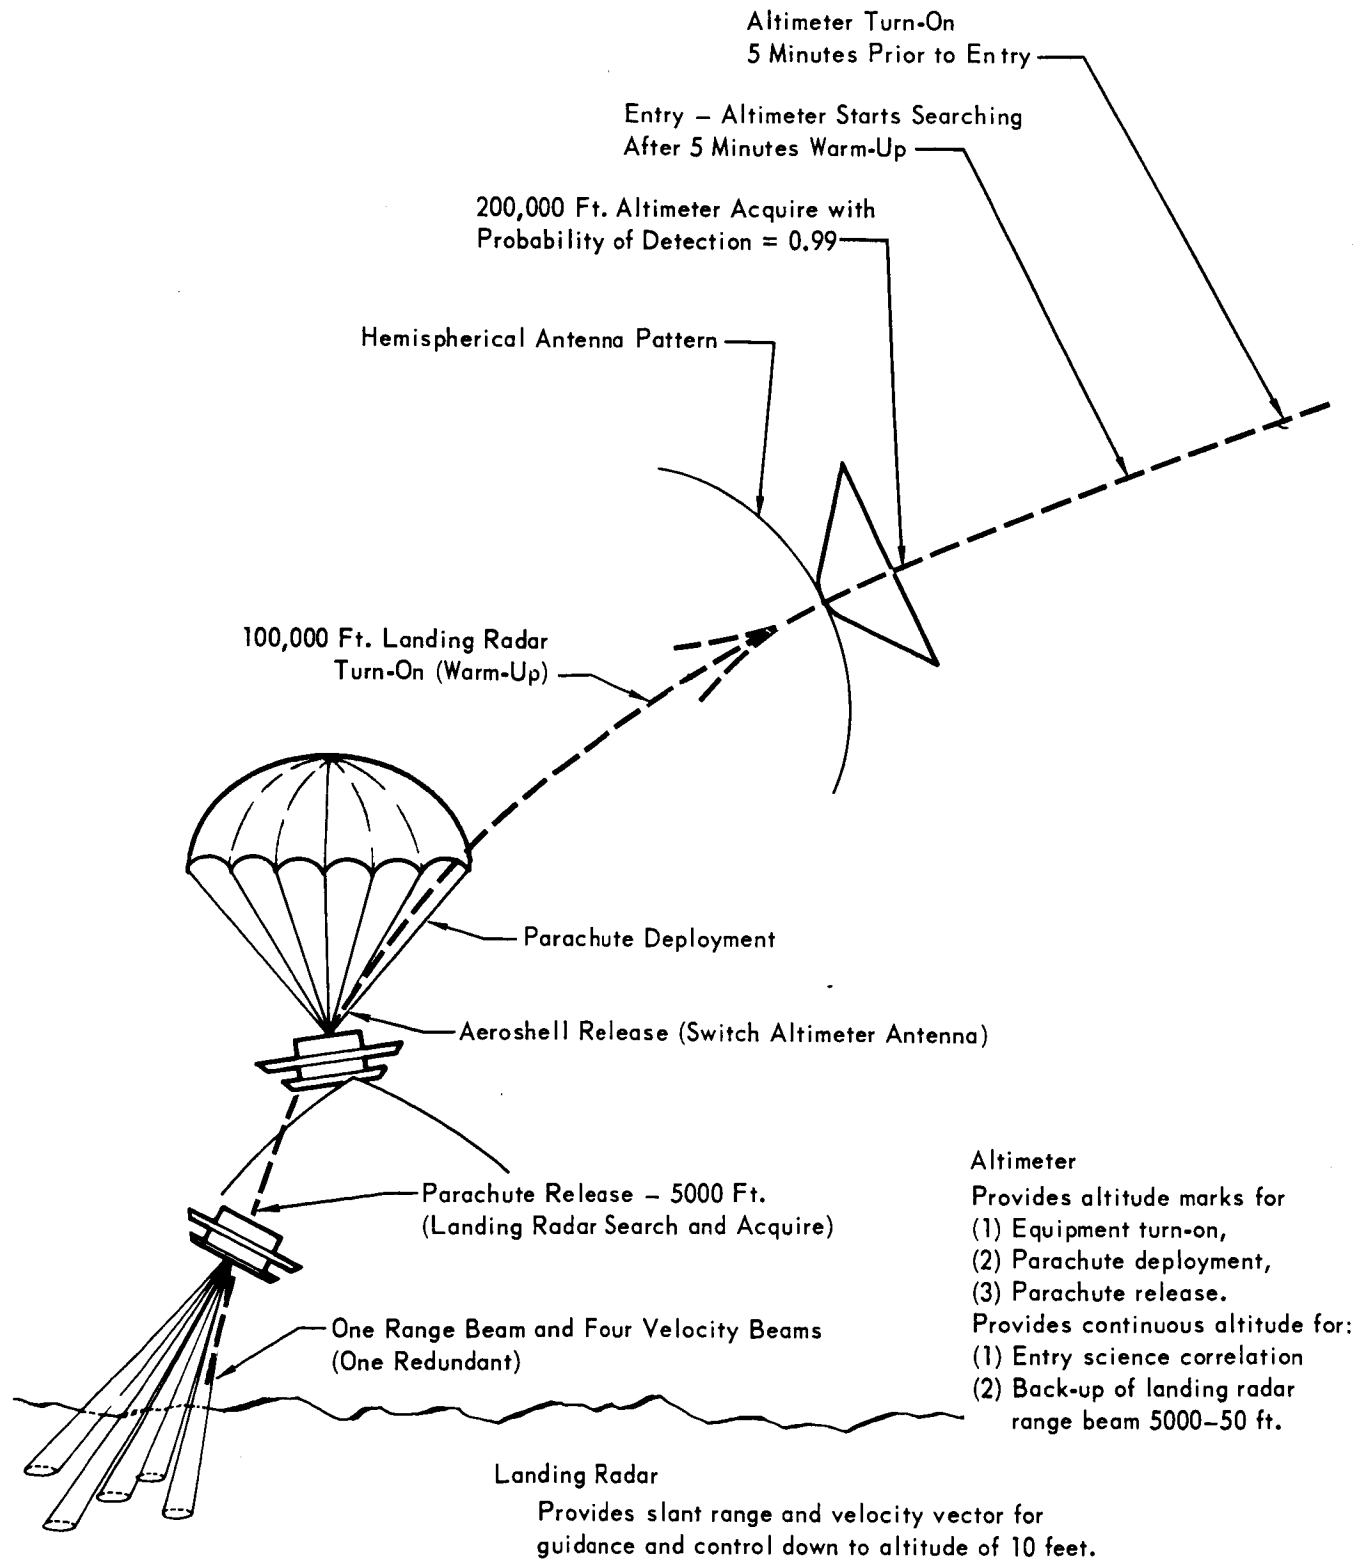 Altimeter Turn-On
5 Minutes Prior to Entry
Entry – Altimeter Starts Searching
After 5 Minutes Warm-Up
200,000 Ft. Altimeter Acquire with
Probability of Detection = 0.99
Hemispherical Antenna Pattern
100,000 Ft. Landing Radar
Turn-On (Warm-Up)
Parachute Deployment
Aeroshell Release (Switch Altimeter Antenna)
Parachute Release – 5000 Ft.
(Landing Radar Search and Acquire)
One Range Beam and Four Velocity Beams
(One Redundant)
Altimeter
Provides altitude marks for
(1) Equipment turn-on,
(2) Parachute deployment,
(3) Parachute release.
Provides continuous altitude for:
(1) Entry science correlation
(2) Back-up of landing radar
range beam 5000–50 ft.
Landing Radar
Provides slant range and velocity vector for
guidance and control down to altitude of 10 feet.